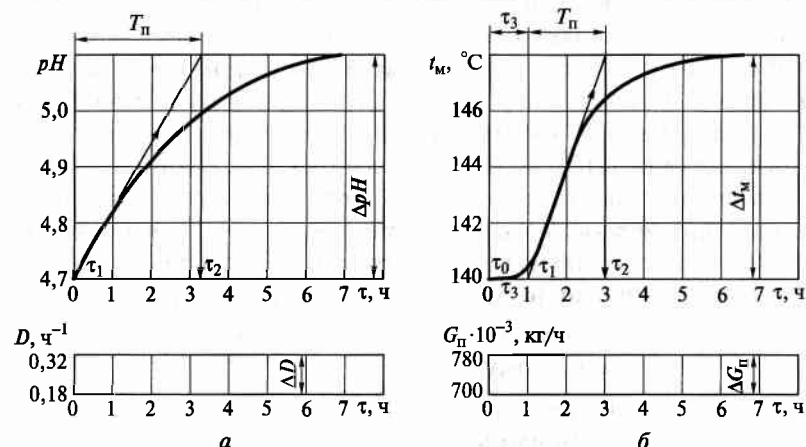 Tп
pH
5,0
4,9
4,8
4,7
τ1
τ2
ΔpH
0 1 2 3 4 5 6 7 τ, ч
D, ч⁻¹
0,32
0,18
ΔD
0 1 2 3 4 5 6 7 τ, ч
а
τ3 Tп
tм, °C
146
144
142
140
τ0 τ1 τ2
τ3
Δtм
0 1 2 3 4 5 6 7 τ, ч
Gп·10⁻³, кг/ч
780
700
ΔGп
0 1 2 3 4 5 6 7 τ, ч
б